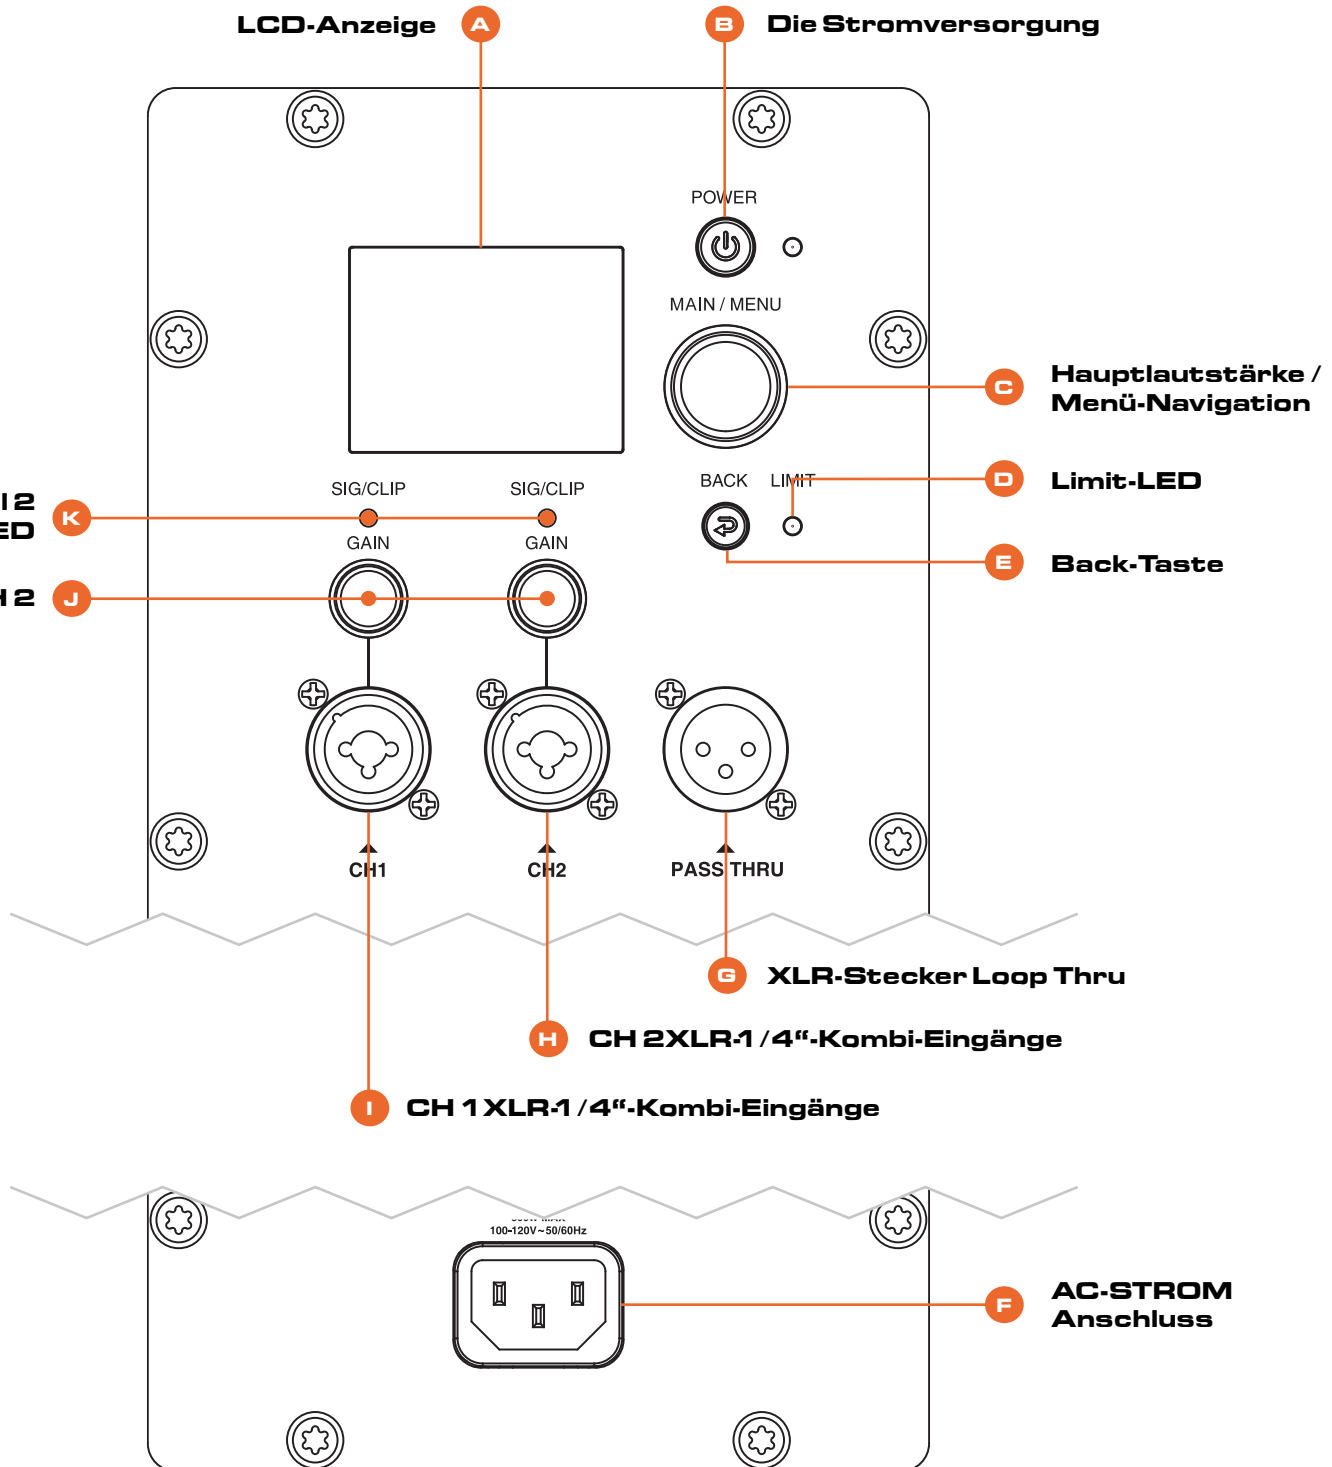 LCD-Anzeige A
B Die Stromversorgung
POWER
MAIN / MENU
C Hauptlautstärke /
Menü-Navigation
SIG/CLIP SIG/CLIP
BACK LIMIT
D Limit-LED
K
GAIN GAIN
E Back-Taste
2 J
CH1 CH2 PASS THRU
G XLR-Stecker Loop Thru
H CH 2XLR-1/4“-Kombi-Eingänge
I CH 1 XLR-1/4“-Kombi-Eingänge
100-120V~50/60Hz
F AC-STROM
Anschluss